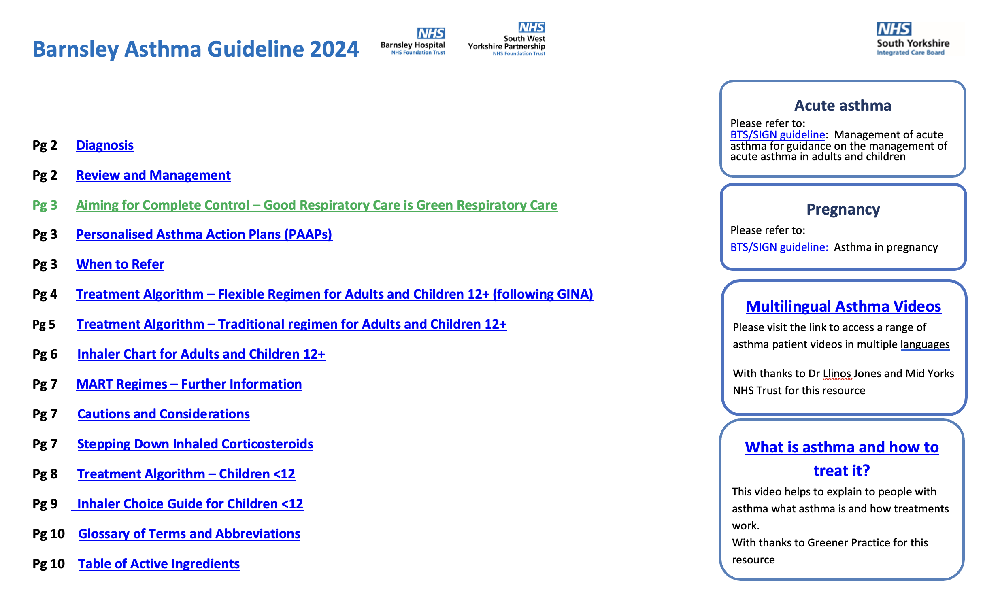 Barnsley Asthma Guideline 2024
NHS
Barnsley Hospital
NHS Foundation Trust
NHS
South West
Yorkshire Partnership
NHS Foundation Trust
NHS
South Yorkshire
Integrated Care Board
Pg 2 Diagnosis
Pg 2 Review and Management
Pg 3 Aiming for Complete Control – Good Respiratory Care is Green Respiratory Care
Pg 3 Personalised Asthma Action Plans (PAAPs)
Pg 3 When to Refer
Pg 4 Treatment Algorithm – Flexible Regimen for Adults and Children 12+ (following GINA)
Pg 5 Treatment Algorithm – Traditional regimen for Adults and Children 12+
Pg 6 Inhaler Chart for Adults and Children 12+
Pg 7 MART Regimes – Further Information
Pg 7 Cautions and Considerations
Pg 7 Stepping Down Inhaled Corticosteroids
Pg 8 Treatment Algorithm – Children <12
Pg 9 Inhaler Choice Guide for Children <12
Pg 10 Glossary of Terms and Abbreviations
Pg 10 Table of Active Ingredients
Acute asthma
Please refer to:
BTS/SIGN guideline: Management of acute
asthma for guidance on the management of
acute asthma in adults and children
Pregnancy
Please refer to:
BTS/SIGN guideline: Asthma in pregnancy
Multilingual Asthma Videos
Please visit the link to access a range of
asthma patient videos in multiple languages
With thanks to Dr Llinos Jones and Mid Yorks
NHS Trust for this resource
What is asthma and how to
treat it?
This video helps to explain to people with
asthma what asthma is and how treatments
work.
With thanks to Greener Practice for this
resource